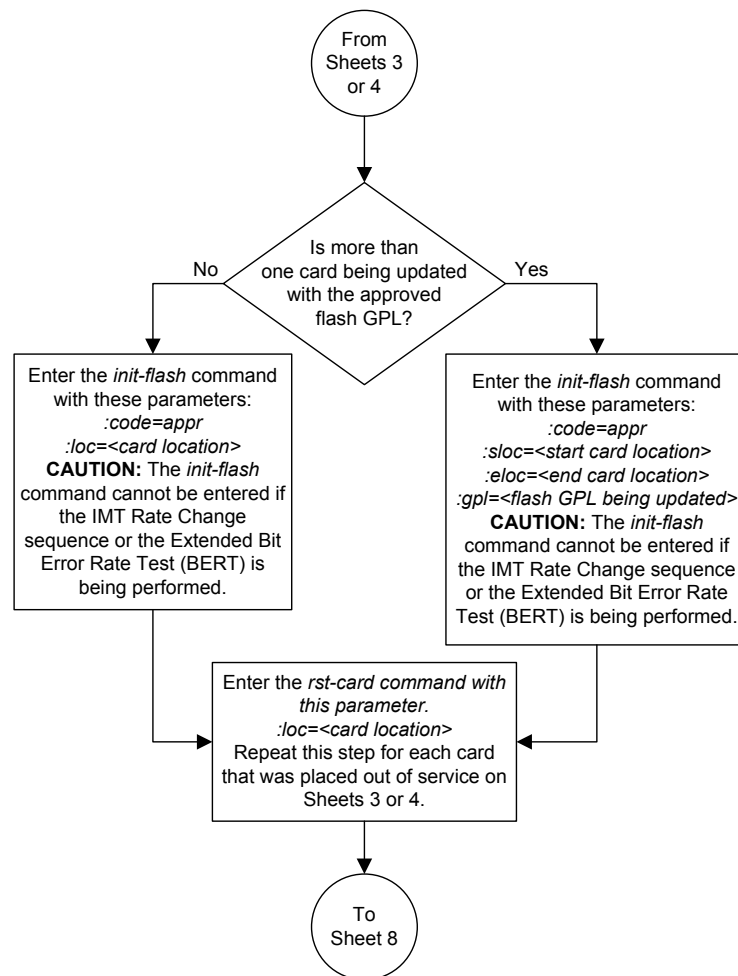 From
Sheets 3
or 4
Is more than
one card being updated
with the approved
flash GPL?
No
Yes
Enter the init-flash command
with these parameters:
:code=appr
:loc=<card location>
CAUTION: The init-flash
command cannot be entered if
the IMT Rate Change
sequence or the Extended Bit
Error Rate Test (BERT) is
being performed.
Enter the init-flash command
with these parameters:
:code=appr
:sloc=<start card location>
:eloc=<end card location>
:gpl=<flash GPL being updated>
CAUTION: The init-flash
command cannot be entered if
the IMT Rate Change sequence
or the Extended Bit Error Rate
Test (BERT) is being performed.
Enter the rst-card command with
this parameter.
:loc=<card location>
Repeat this step for each card
that was placed out of service on
Sheets 3 or 4.
To
Sheet 8